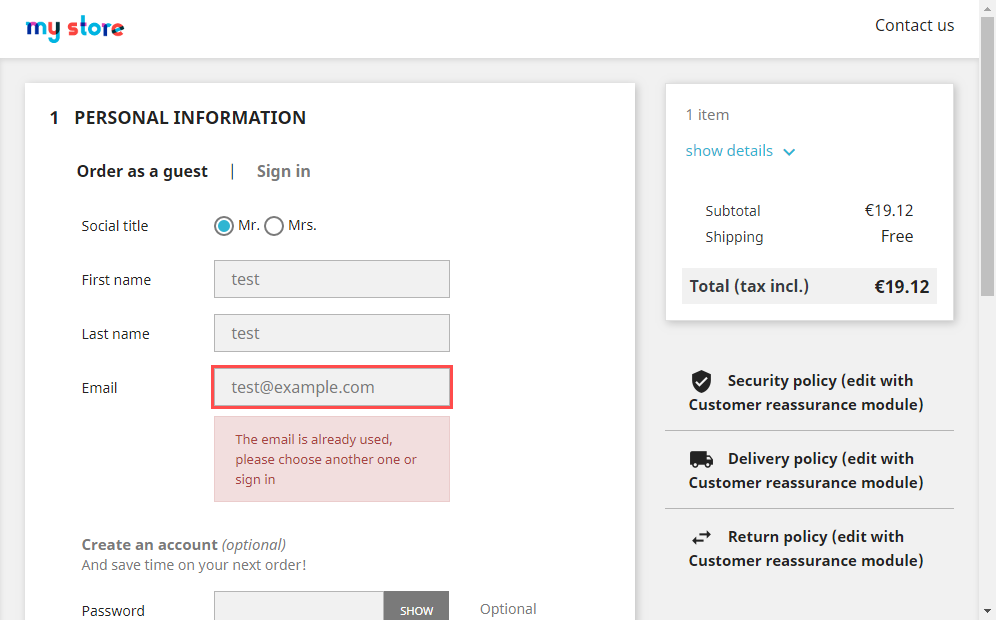 my store
Contact us
1 PERSONAL INFORMATION
Order as a guest | Sign in
Social title Mr. Mrs.
First name test
Last name test
Email test@example.com
The email is already used,
please choose another one or
sign in
Create an account (optional)
And save time on your next order!
Password SHOW Optional
1 item
show details
Subtotal €19.12
Shipping Free
Total (tax incl.) €19.12
Security policy (edit with
Customer reassurance module)
Delivery policy (edit with
Customer reassurance module)
Return policy (edit with
Customer reassurance module)